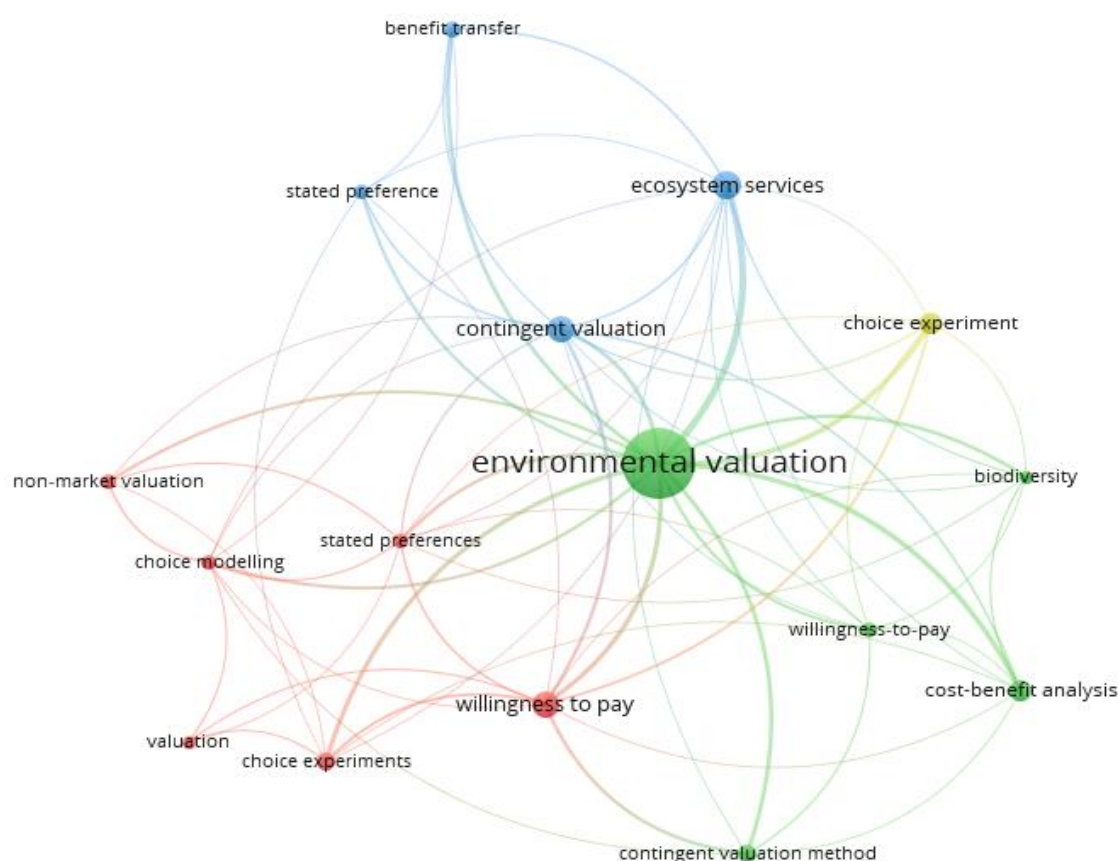 benefit transfer
ecosystem services
stated preference
choice experiment
contingent valuation
environmental valuation
biodiversity
non-market valuation
stated preferences
choice modelling
willingness-to-pay
cost-benefit analysis
willingness to pay
valuation
choice experiments
contingent valuation method